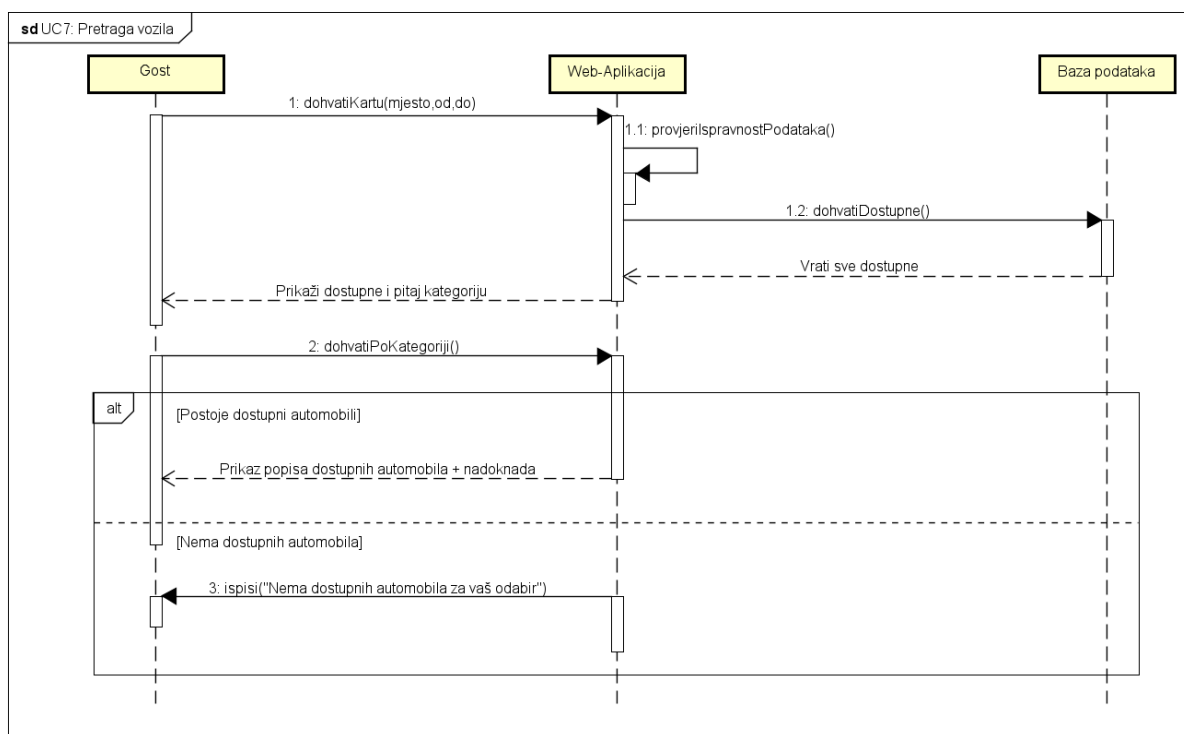 sd UC7: Pretraga vozila
Gost
Web-Aplikacija
Baza podataka
1: dohvatiKartu(mjesto,od,do)
1.1: provjeriIspravnostPodataka()
1.2: dohvatiDostupne()
Vrati sve dostupne
Prikaži dostupne i pitaj kategoriju
2: dohvatiPoKategoriji()
alt
[Postoje dostupni automobili]
Prikaz popisa dostupnih automobila + nadoknada
[Nema dostupnih automobila]
3: ispisi("Nema dostupnih automobila za vaš odabir")